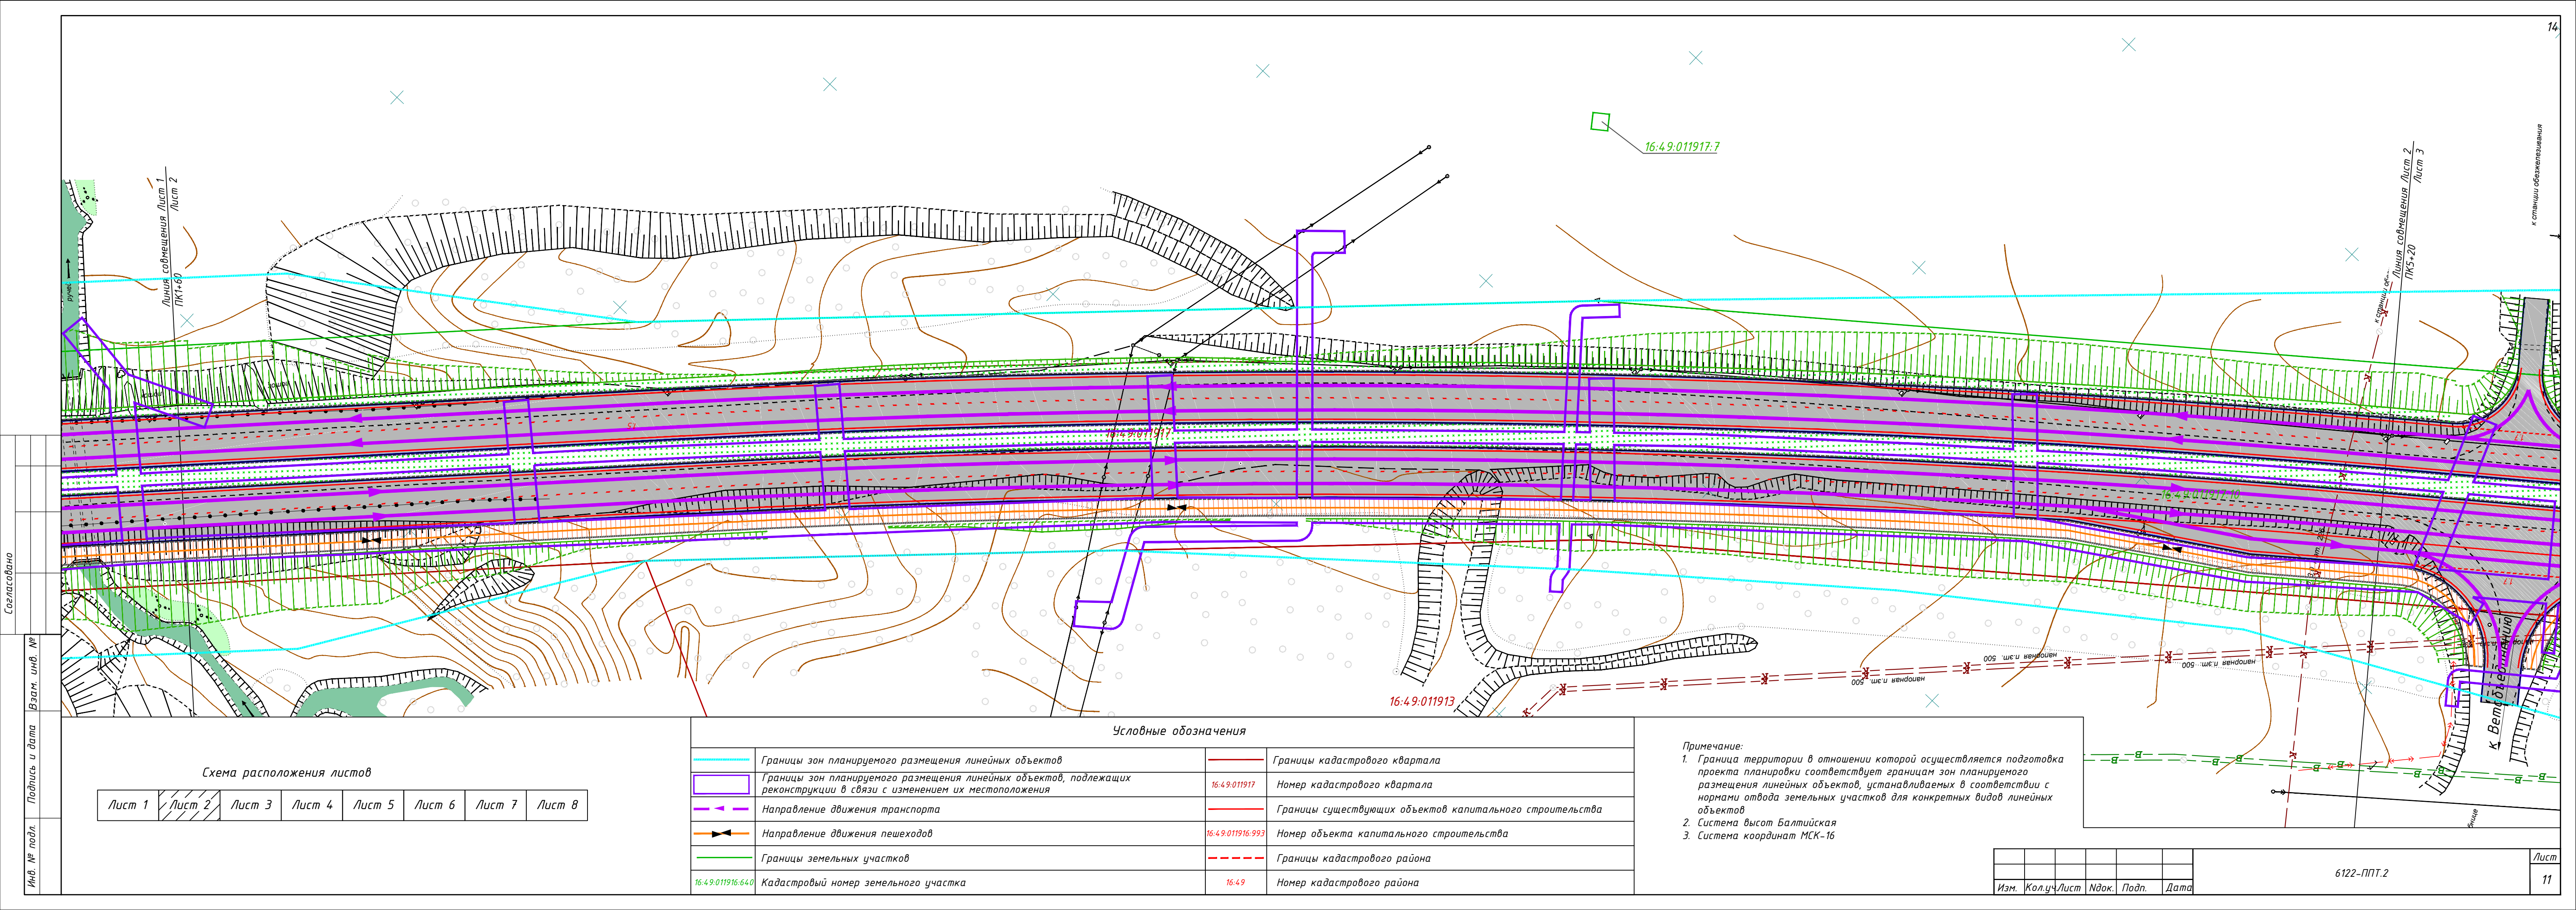 14
Линия совмещения Лист 1
Лист 2
ПК1+60
ручей
16:49:011917:7
Линия совмещения Лист 2
Лист 3
ПК5+20
к станции обезжелезивания
16:49:011917
16:49:011913
напорная п.эт. 500
напорная п.эт. 500
напорная п.эт. 500
Согласовано
Взам. инв. №
Подпись и дата
Инв. № подл.
Схема расположения листов
Лист 1
Лист 2
Лист 3
Лист 4
Лист 5
Лист 6
Лист 7
Лист 8
Условные обозначения
Границы зон планируемого размещения линейных объектов
Границы зон планируемого размещения линейных объектов, подлежащих
реконструкции в связи с изменением их местоположения
Направление движения транспорта
Направление движения пешеходов
Границы земельных участков
16:49:011916:640 Кадастровый номер земельного участка
Границы кадастрового квартала
16:49:011917 Номер кадастрового квартала
Границы существующих объектов капитального строительства
16:49:011916:993 Номер объекта капитального строительства
Границы кадастрового района
16:49 Номер кадастрового района
Примечание:
1. Граница территории в отношении которой осуществляется подготовка
проекта планировки соответствует границам зон планируемого
размещения линейных объектов, устанавливаемых в соответствии с
нормами отвода земельных участков для конкретных видов линейных
объектов
2. Система высот Балтийская
3. Система координат МСК-16
Изм. Кол.уч. Лист Nдок. Подп. Дата
6122-ППТ.2
Лист
11